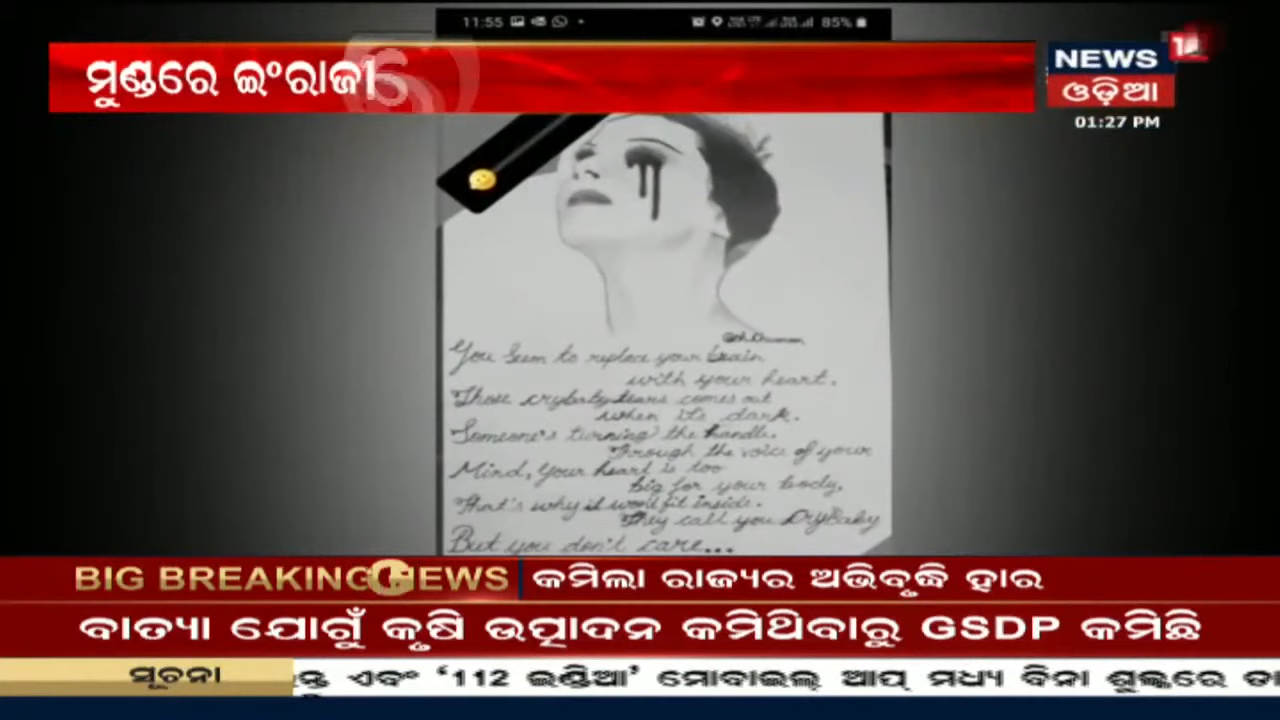 11:55
85%
ମୁଣ୍ଡରେ ଇଂରାଜୀ
NEWS 18
ଓଡ଼ିଆ
01:27 PM
You Seem to replace your brain
with your heart.
Those crybaby tears comes out
when it's dark.
Someone's turning the handle.
Through the voice of your
Mind, Your heart is too
big for your body,
That's why it won't fit inside.
They call you CryBaby
But you don't care...
BIG BREAKING NEWS
କମିଲା ରାଜ୍ୟର ଅଭିବୃଦ୍ଧି ହାର
ବାତ୍ୟା ଯୋଗୁଁ କୃଷି ଉତ୍ପାଦନ କମିଥିବାରୁ GSDP କମିଛି
ସୂଚନା
ଏବଂ ‘112 ଇଣ୍ଡିଆ’ ମୋବାଇଲ୍ ଆପ୍ ମଧ୍ୟ ବିନା ଶୁଳ୍କରେ